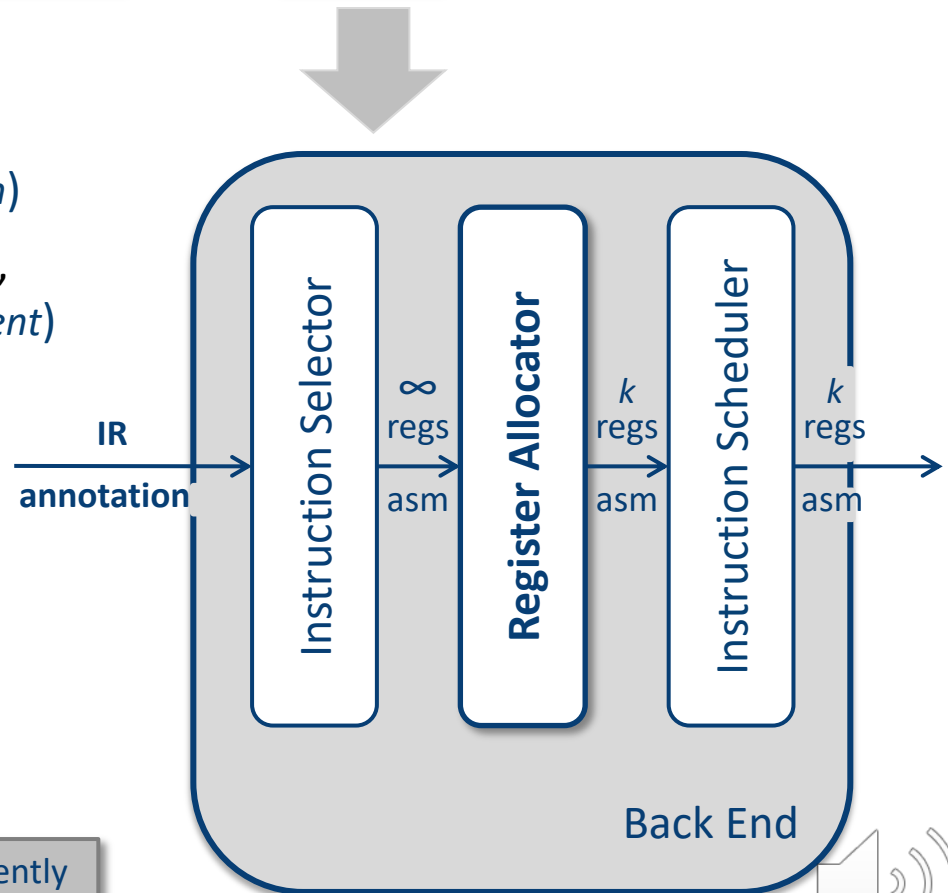 )
,
)
IR
annotation
Instruction Selector
∞
regs
asm
Register Allocator
k
regs
asm
Instruction Scheduler
k
regs
asm
Back End